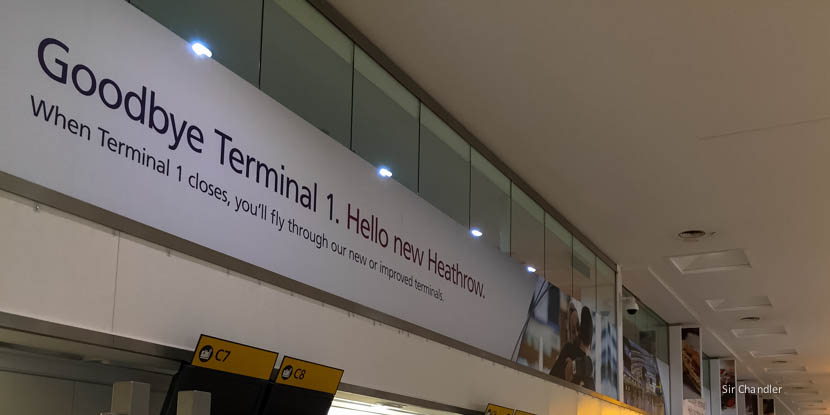 Goodbye Terminal 1. Hello new Heathrow.
When Terminal 1 closes, you'll fly through our new or improved terminals.
C7
C8
Sir Chandler